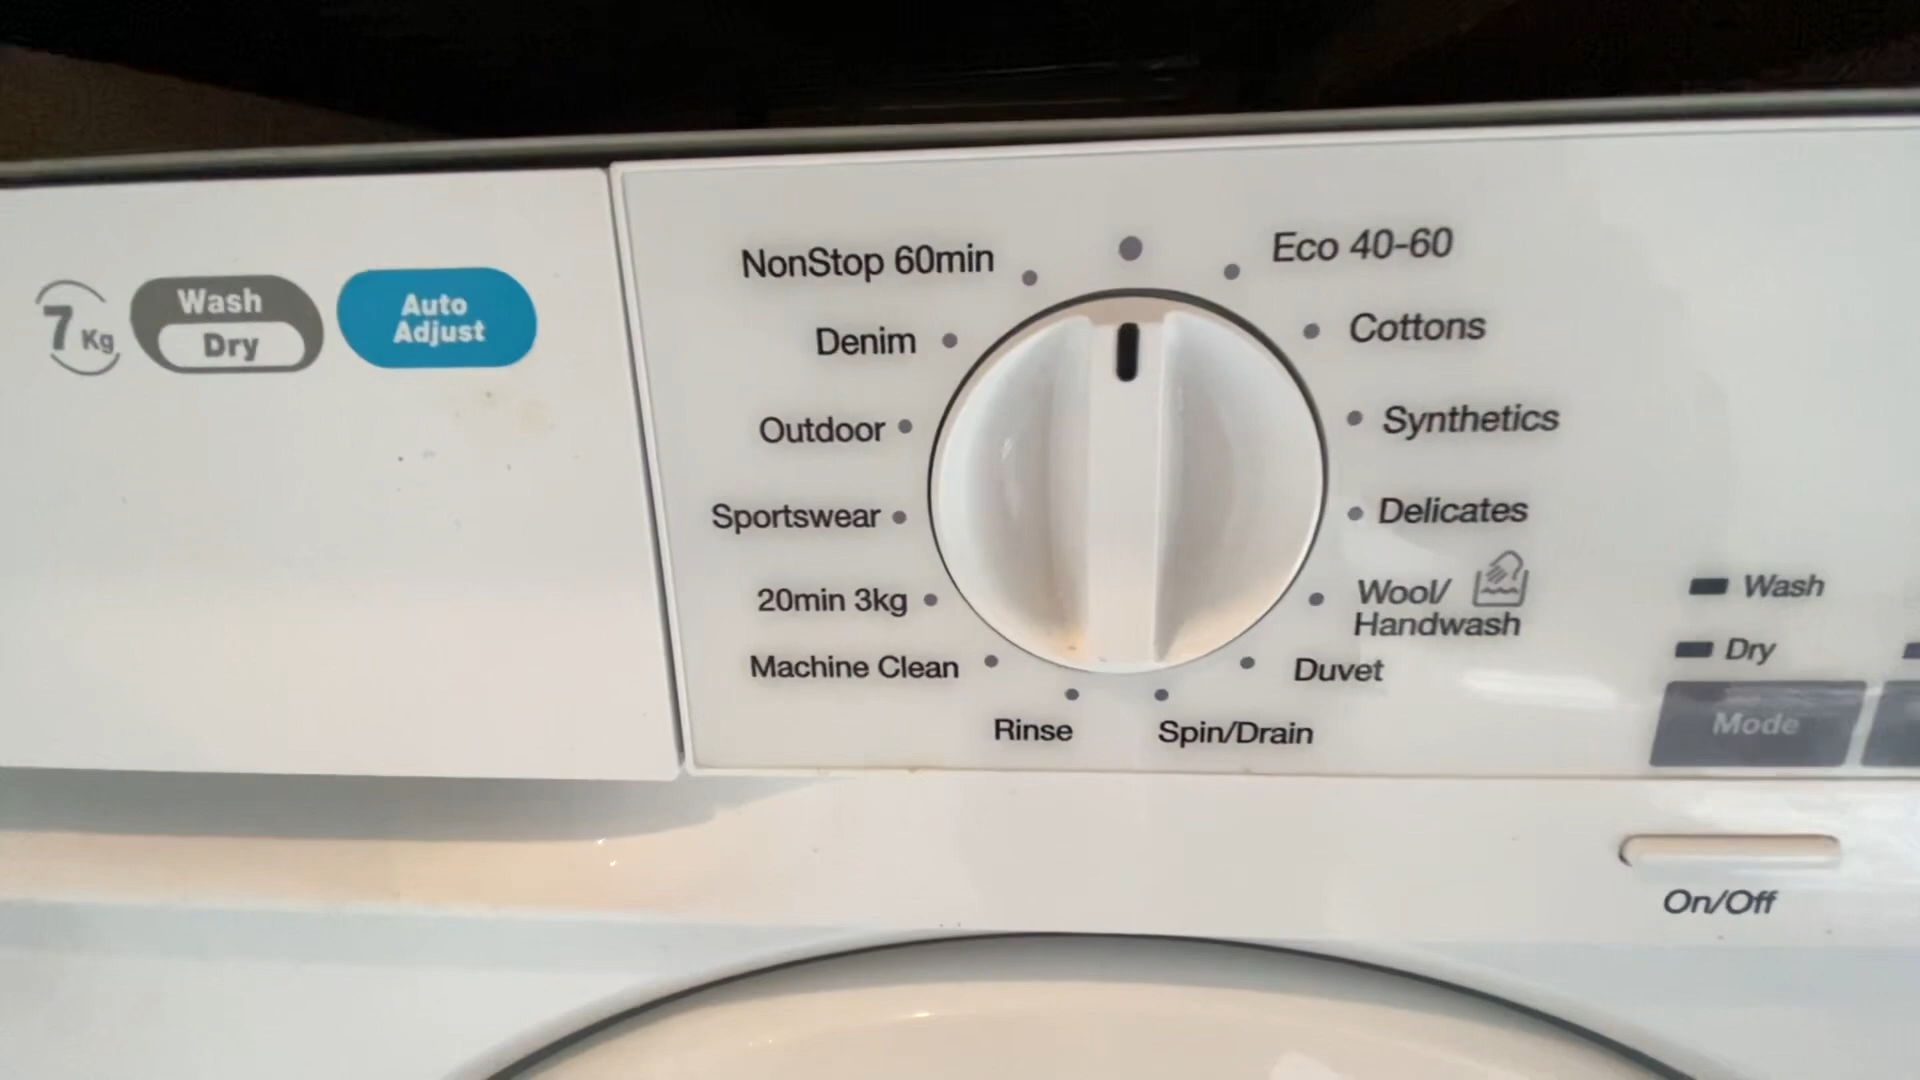 7 Kg
Wash
Dry
Auto
Adjust
NonStop 60min
Denim
Outdoor
Sportswear
20min 3kg
Machine Clean
Rinse
Eco 40-60
Cottons
Synthetics
Delicates
Wool/
Handwash
Duvet
Spin/Drain
Wash
Dry
Mode
On/Off